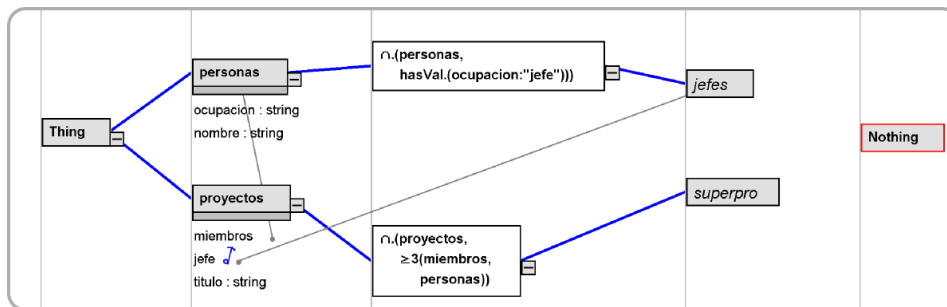 Thing
personas
ocupacion : string
nombre : string
proyectos
miembros
jefe
titulo : string
∩.(personas,
hasVal.(ocupacion:"jefe")))
∩.(proyectos,
≥3(miembros,
personas))
jefes
superpro
Nothing